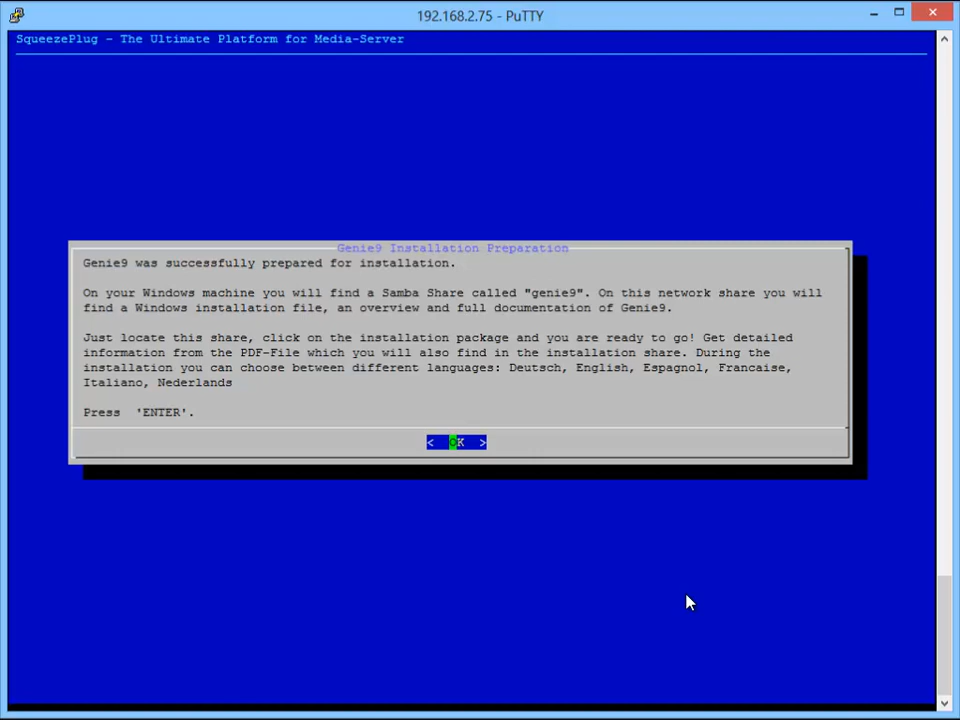 192.168.2.75 - PuTTY
SqueezePlug - The Ultimate Platform for Media-Server
Genie9 Installation Preparation
Genie9 was successfully prepared for installation.
On your Windows machine you will find a Samba Share called "genie9". On this network share you will
find a Windows installation file, an overview and full documentation of Genie9.
Just locate this share, click on the installation package and you are ready to go! Get detailed
information from the PDF-File which you will also find in the installation share. During the
installation you can choose between different languages: Deutsch, English, Espagnol, Francaise,
Italiano, Nederlands
Press 'ENTER'.
< OK >